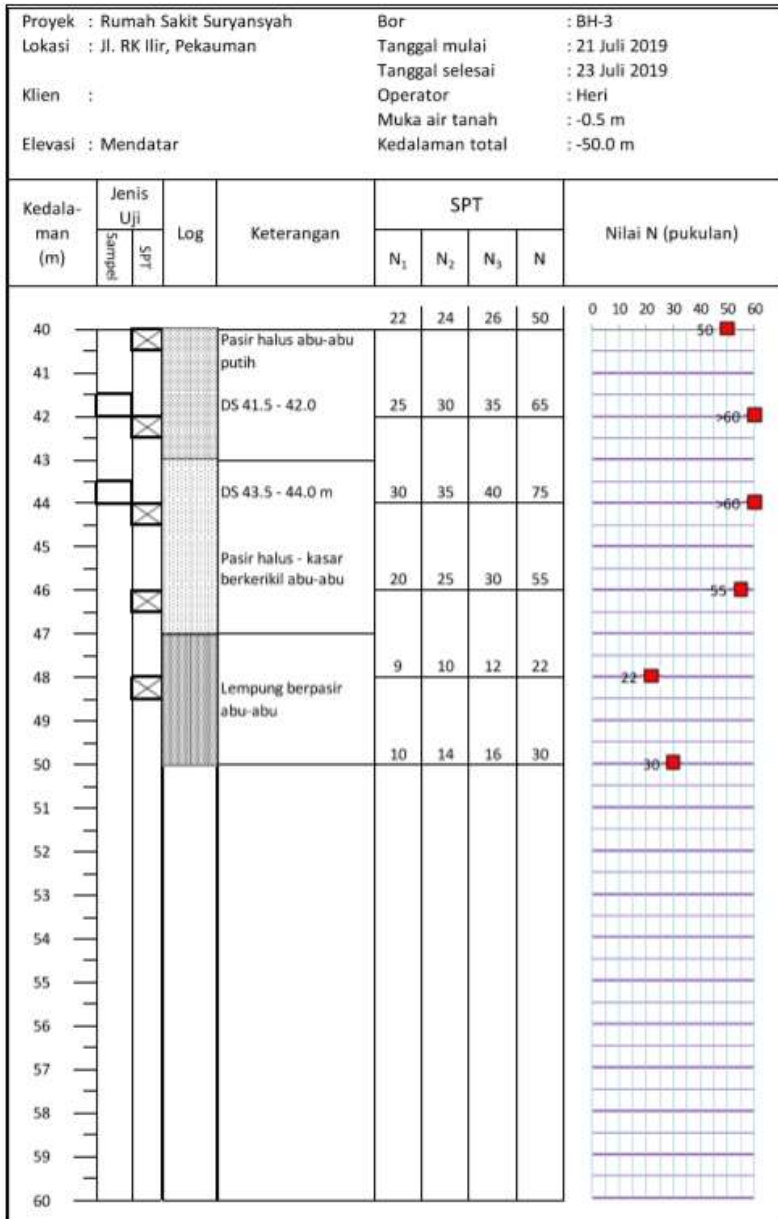 Proyek : Rumah Sakit Suryansyah Bor : BH-3
Lokasi : Jl. RK Ilir, Pekauman Tanggal mulai : 21 Juli 2019
Tanggal selesai : 23 Juli 2019
Klien : Operator : Heri
Muka air tanah : -0.5 m
Elevasi : Mendatar Kedalaman total : -50.0 m
Kedala-
man
(m)
Jenis
Uji
Sampel
SPT
Log
Keterangan
SPT
N₁ N₂ N₃ N
Nilai N (pukulan)
0 10 20 30 40 50 60
22 24 26 50
40
Pasir halus abu-abu
putih
50
41
DS 41.5 - 42.0 25 30 35 65
42
>60
43
DS 43.5 - 44.0 m 30 35 40 75
44
>60
45
Pasir halus - kasar
berkerikil abu-abu 20 25 30 55
46
55
47
9 10 12 22
48
22
Lempung berpasir
abu-abu
49
10 14 16 30
50
30
51
52
53
54
55
56
57
58
59
60